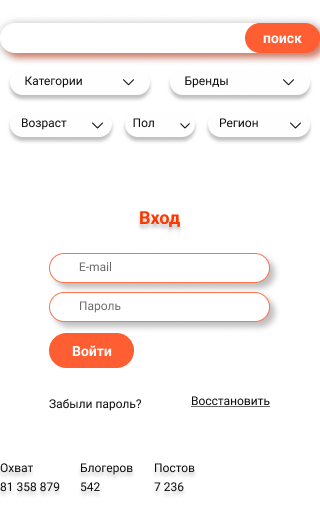 поиск
Категории Бренды
Возраст Пол Регион
Вход
E-mail
Пароль
Войти
Забыли пароль? Восстановить
Охват Блогеров Постов
81 358 879 542 7 236